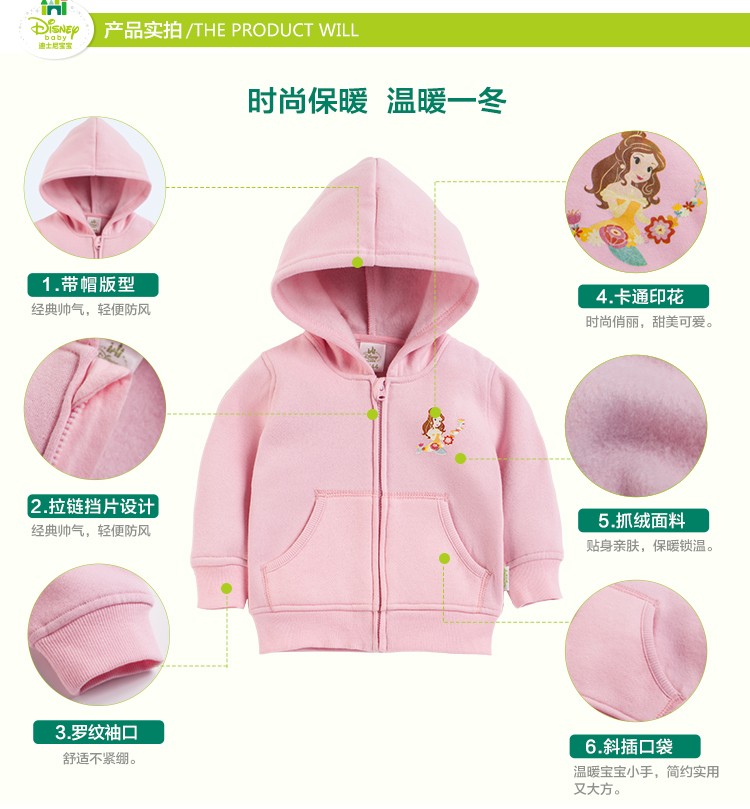 Disney
baby
迪士尼宝宝
产品实拍/THE PRODUCT WILL
时尚保暖 温暖一冬
1.带帽版型
经典帅气，轻便防风
2.拉链挡片设计
经典帅气，轻便防风
3.罗纹袖口
舒适不紧绷。
4.卡通印花
时尚俏丽，甜美可爱。
5.抓绒面料
贴身亲肤，保暖锁温。
6.斜插口袋
温暖宝宝小手，简约实用
又大方。